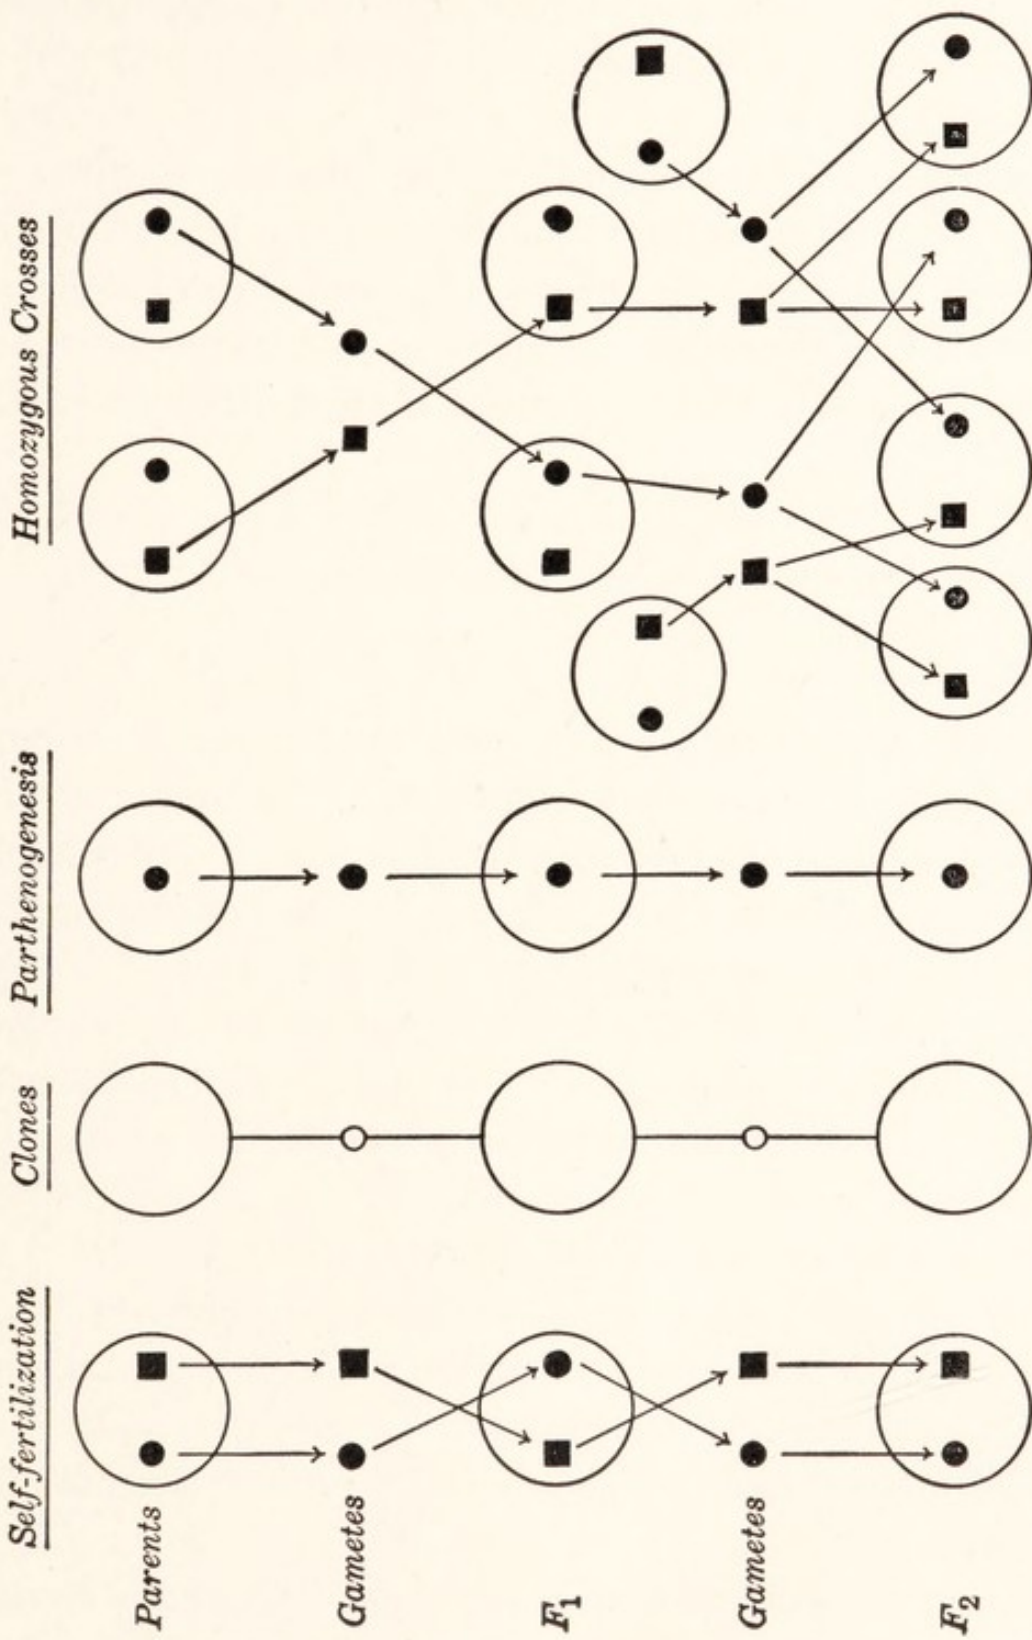 Self-fertilization
Clones
Parthenogenesis
Homozygous Crosses
Parents
Gametes
F₁
Gametes
F₂